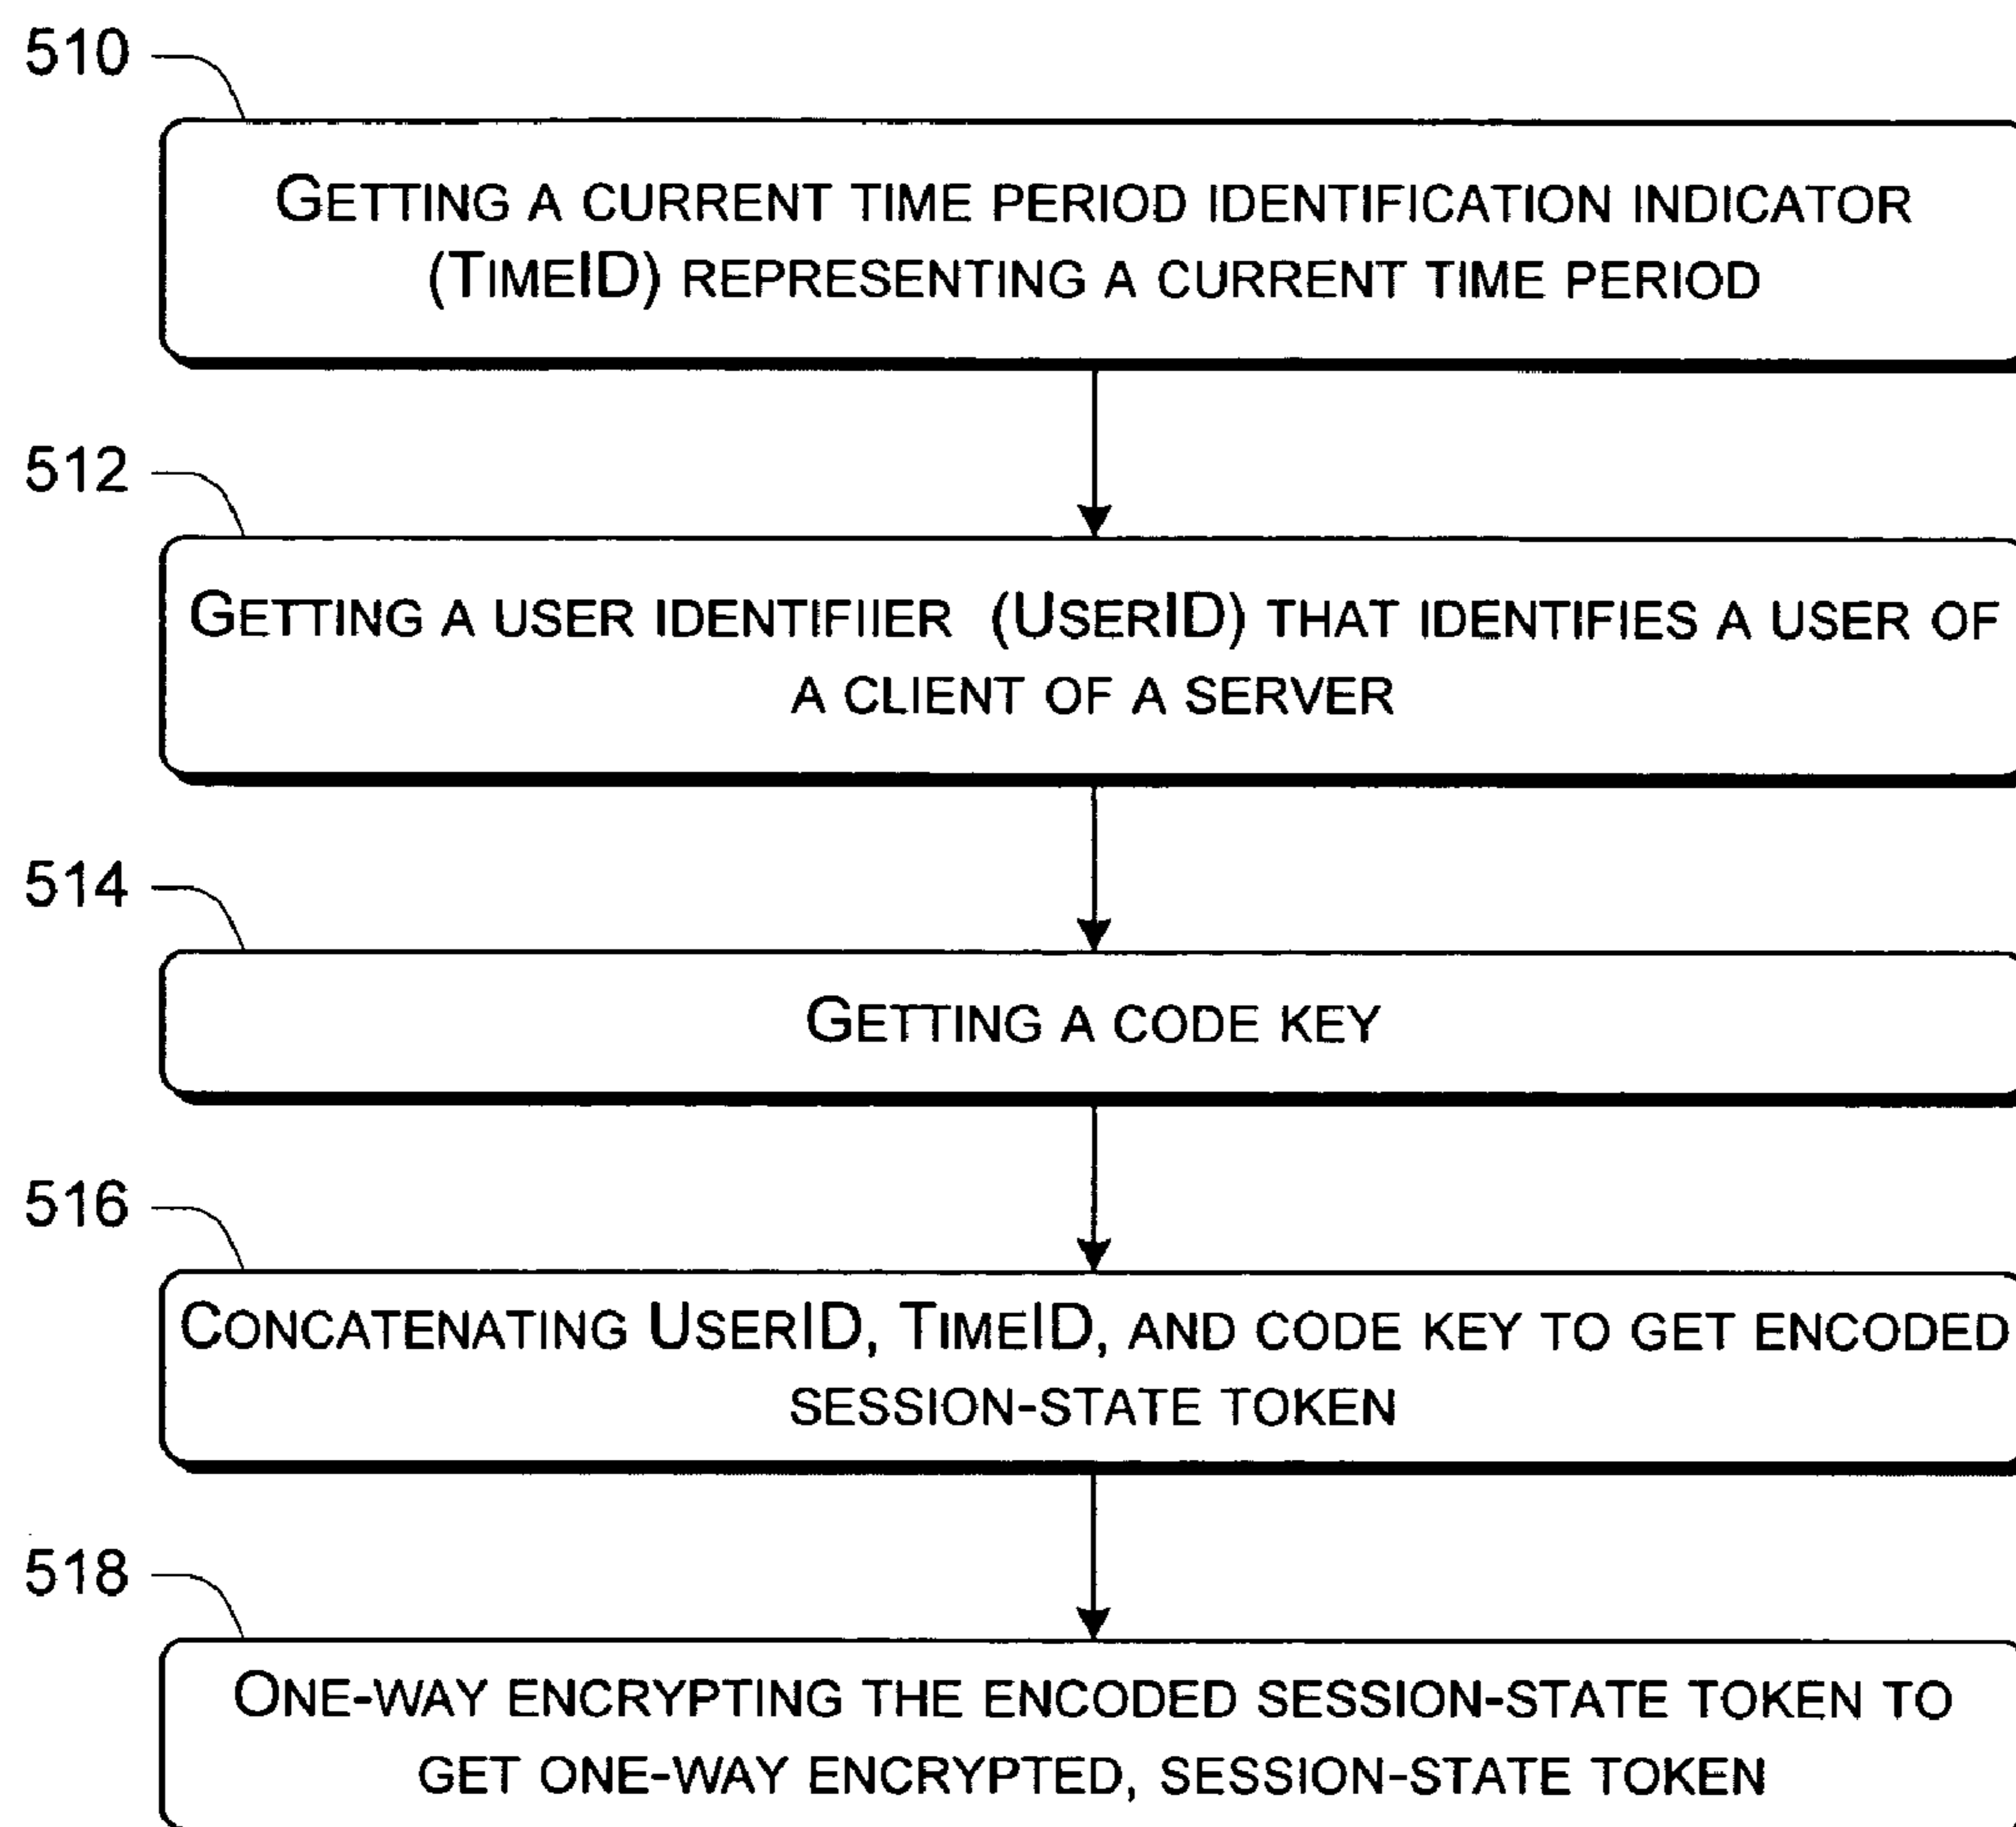 510
GETTING A CURRENT TIME PERIOD IDENTIFICATION INDICATOR
(TIMEID) REPRESENTING A CURRENT TIME PERIOD
512
GETTING A USER IDENTIFIIER (USERID) THAT IDENTIFIES A USER OF
A CLIENT OF A SERVER
514
GETTING A CODE KEY
516
CONCATENATING USERID, TIMEID, AND CODE KEY TO GET ENCODED
SESSION-STATE TOKEN
518
ONE-WAY ENCRYPTING THE ENCODED SESSION-STATE TOKEN TO
GET ONE-WAY ENCRYPTED, SESSION-STATE TOKEN